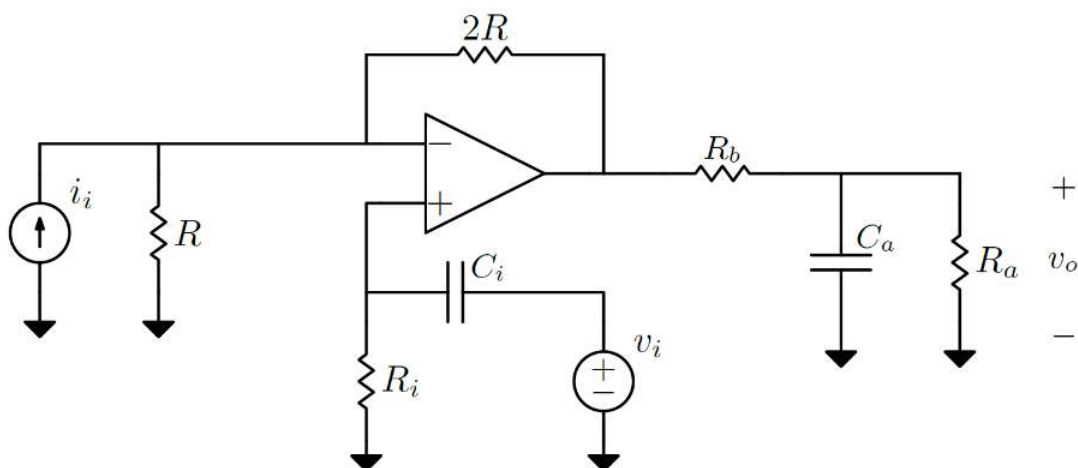 2R
i_i
R
−
+
R_b
C_i
C_a
R_a
+
v_o
−
R_i
v_i
+
−